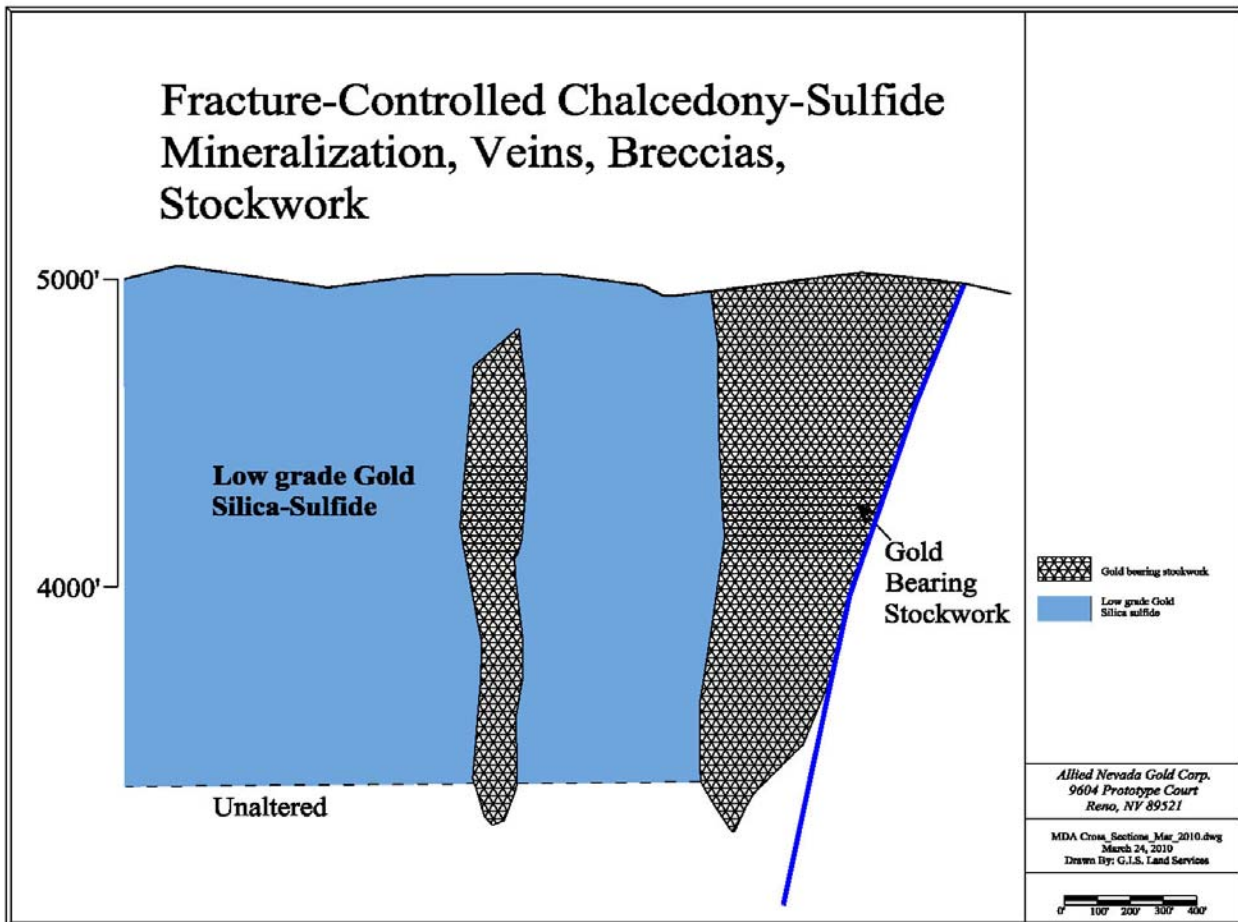 Fracture-Controlled Chalcedony-Sulfide
Mineralization, Veins, Breccias,
Stockwork
5000'
Low grade Gold
Silica-Sulfide
4000'
Gold
Bearing
Stockwork
Unaltered
Gold bearing stockwork
Low grade Gold
Silica sulfide
Allied Nevada Gold Corp.
9604 Prototype Court
Reno, NV 89521
MDA Cross_Sections_Mar_2010.dwg
March 24, 2010
Drawn By: G.I.S. Land Services
0' 100' 200' 300' 400'